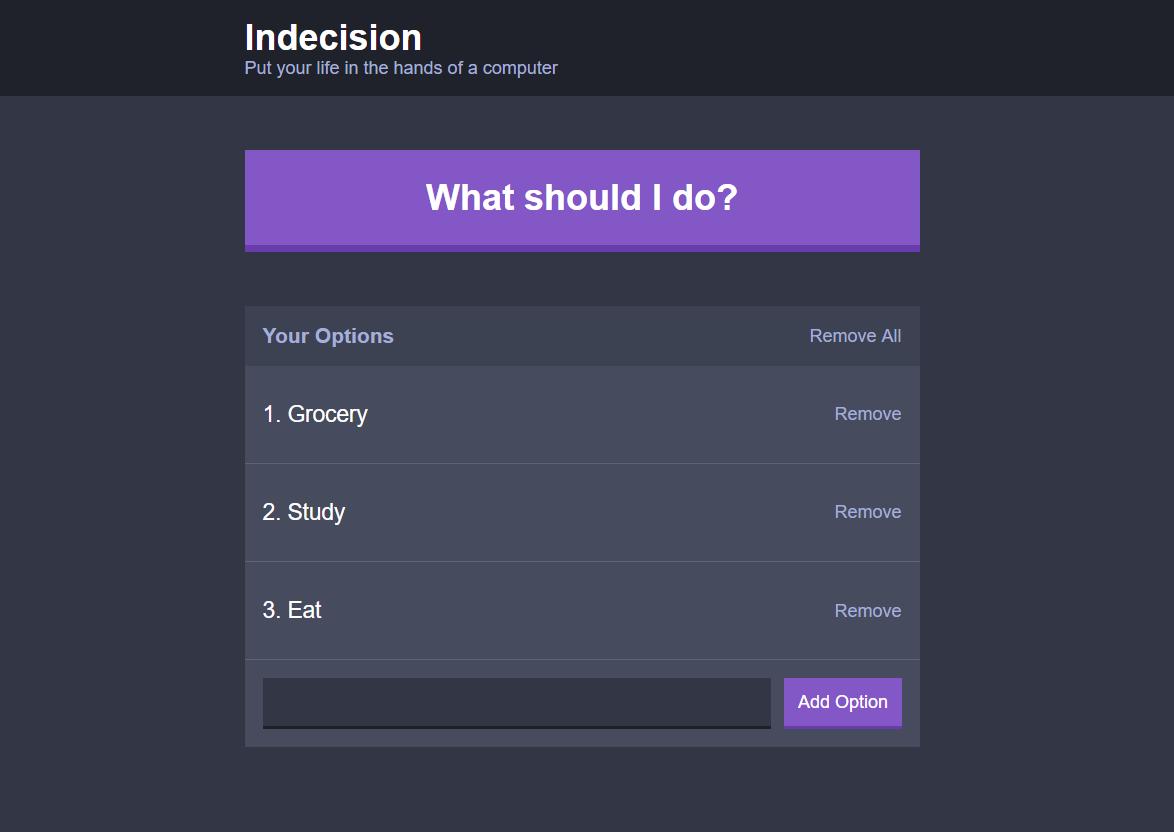 Indecision
Put your life in the hands of a computer
What should I do?
Your Options
Remove All
1. Grocery
Remove
2. Study
Remove
3. Eat
Remove
Add Option